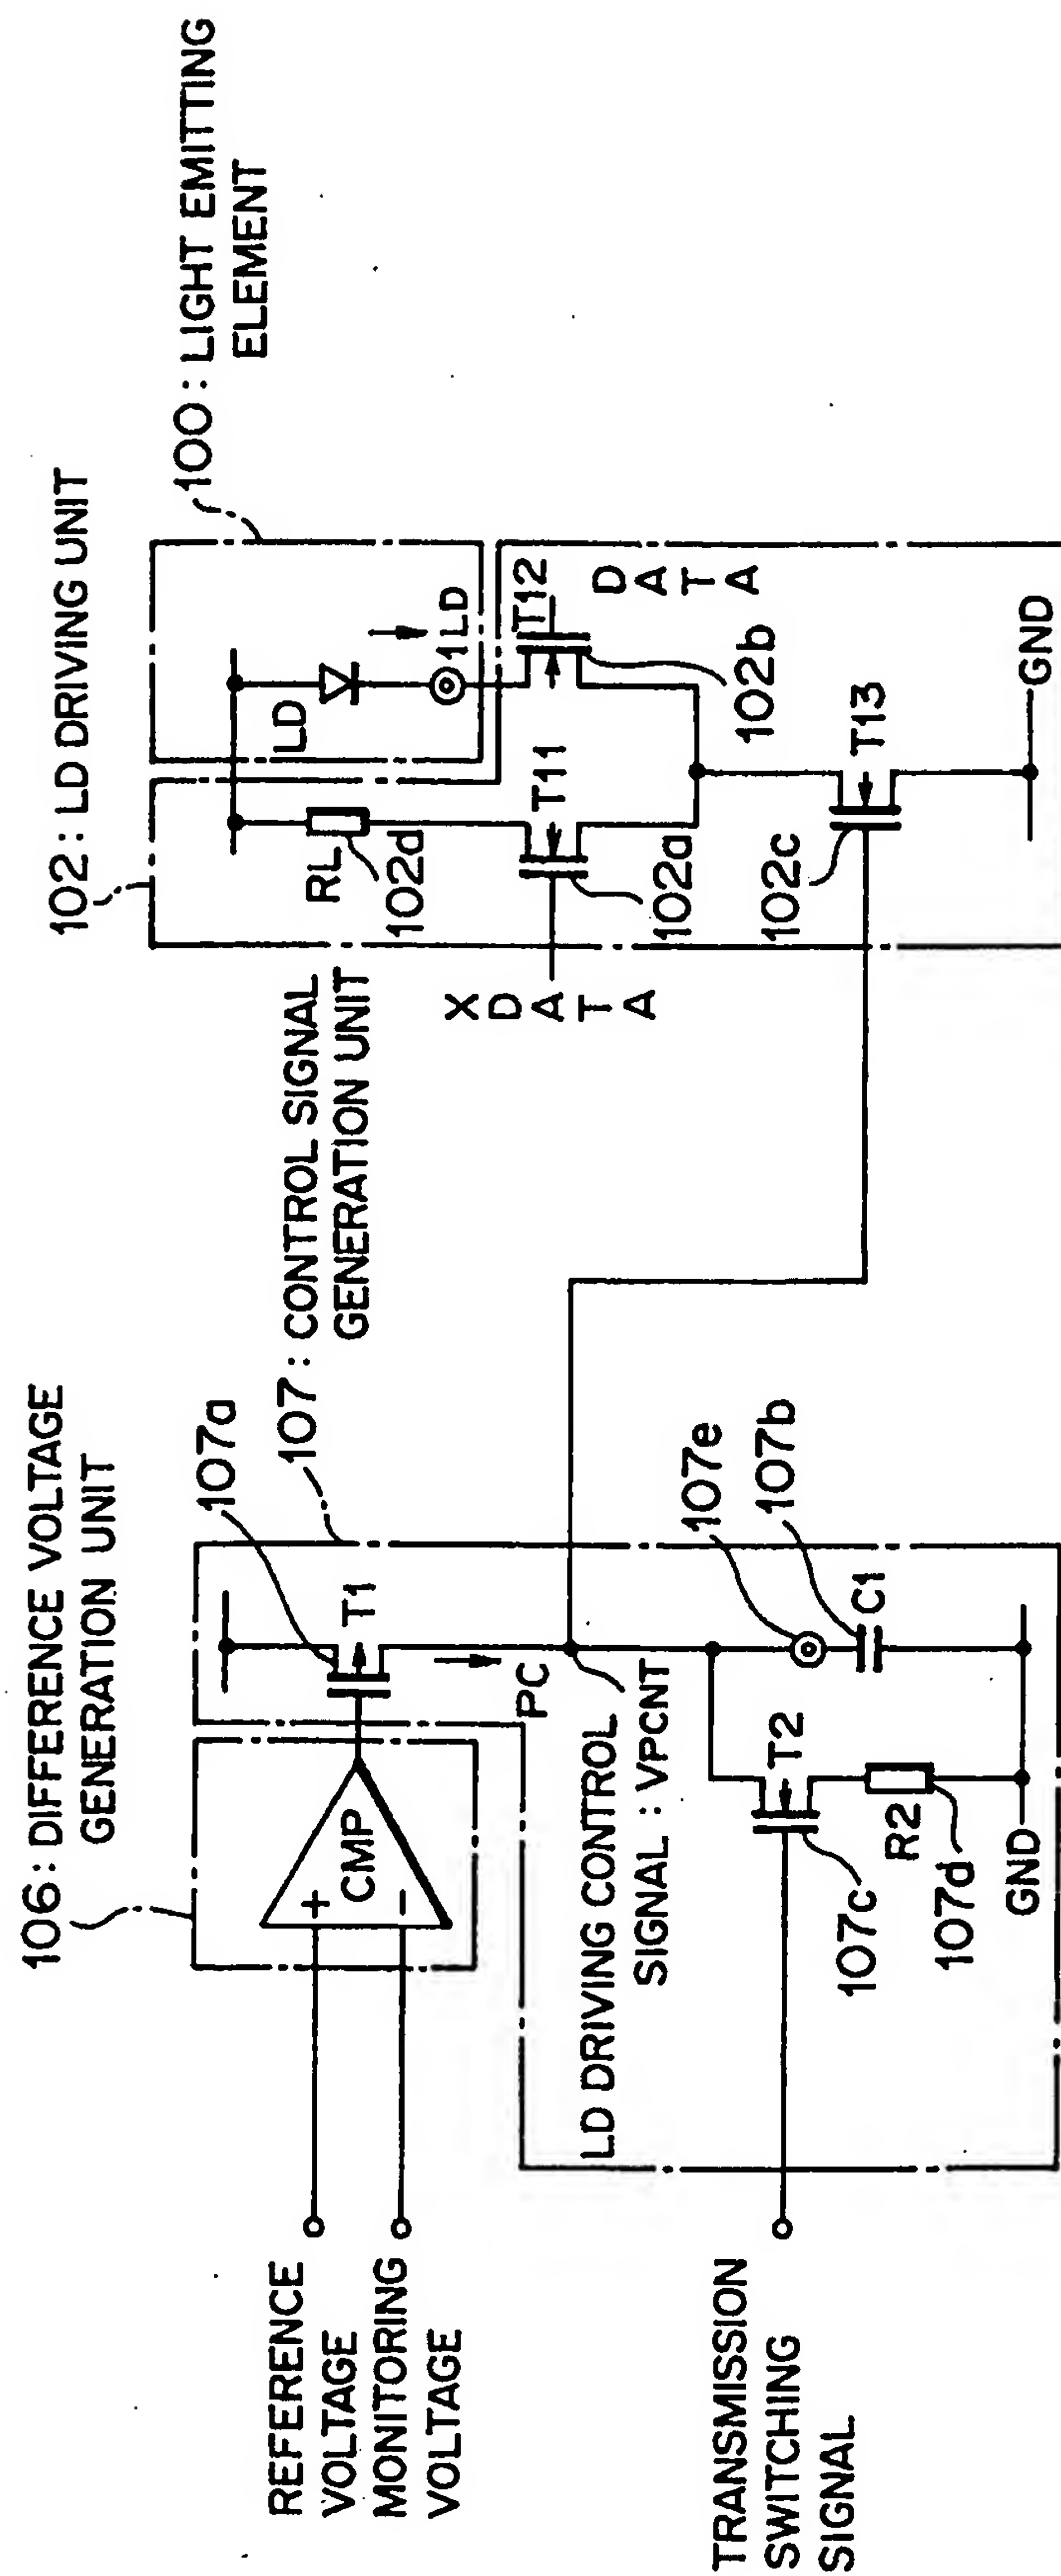 106 : DIFFERENCE VOLTAGE
GENERATION UNIT
107a
107 : CONTROL SIGNAL
GENERATION UNIT
102 : LD DRIVING UNIT
100 : LIGHT EMITTING
ELEMENT
REFERENCE
VOLTAGE
MONITORING
VOLTAGE
+
−
CMP
T1
PC
LD DRIVING CONTROL
SIGNAL : VPCNT
107e
107b
C1
T2
107c
R2
107d
GND
TRANSMISSION
SWITCHING
SIGNAL
XDATA
RL
102d
LD
1LD
T11
102a
T12
102b
DATA
102c
T13
GND